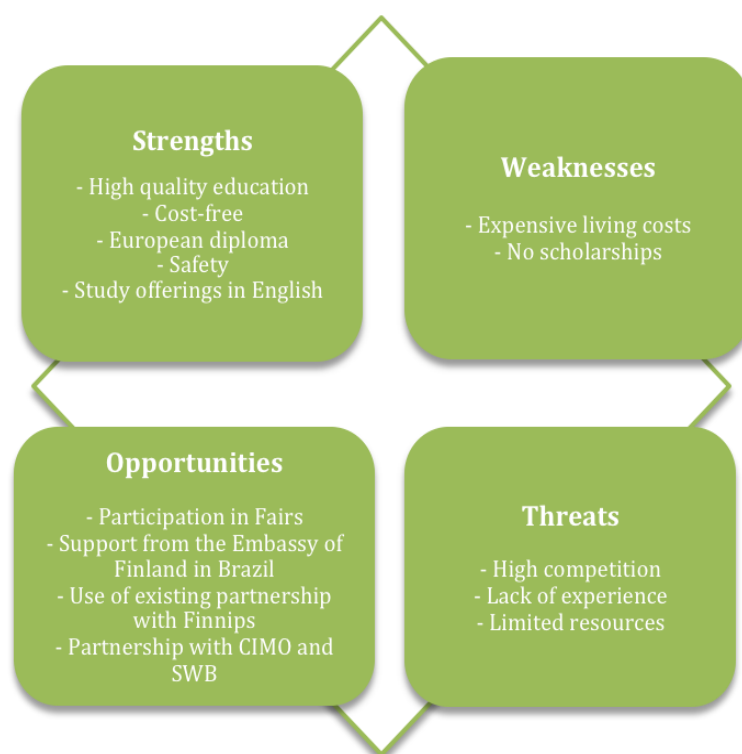 Strengths
- High quality education
- Cost-free
- European diploma
- Safety
- Study offerings in English
Weaknesses
- Expensive living costs
- No scholarships
Opportunities
- Participation in Fairs
- Support from the Embassy of
Finland in Brazil
- Use of existing partnership
with Finnips
- Partnership with CIMO and
SWB
Threats
- High competition
- Lack of experience
- Limited resources